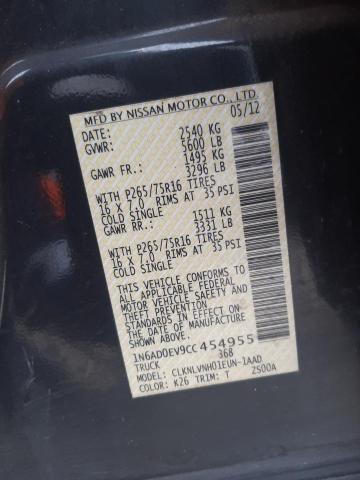 MFD BY NISSAN MOTOR CO., LTD.
DATE: 05/12
GVWR: 2540 KG
5600 LB
GAWR FR.: 1495 KG
3296 LB
WITH P265/75R16 TIRES
16 X 7.0 RIMS AT 35 PSI
COLD SINGLE
GAWR RR.: 1511 KG
3331 LB
WITH P265/75R16 TIRES
16 X 7.0 RIMS AT 35 PSI
COLD SINGLE
THIS VEHICLE CONFORMS TO
ALL APPLICABLE FEDERAL
MOTOR VEHICLE SAFETY AND
THEFT PREVENTION
STANDARDS IN EFFECT ON
THE DATE OF MANUFACTURE
SHOWN ABOVE.
1N6AD0EV9CC454955
TRUCK 368
MODEL: CLKNLVNH01EUN-1AAD
COLOR: K26 TRIM: T 2S00A